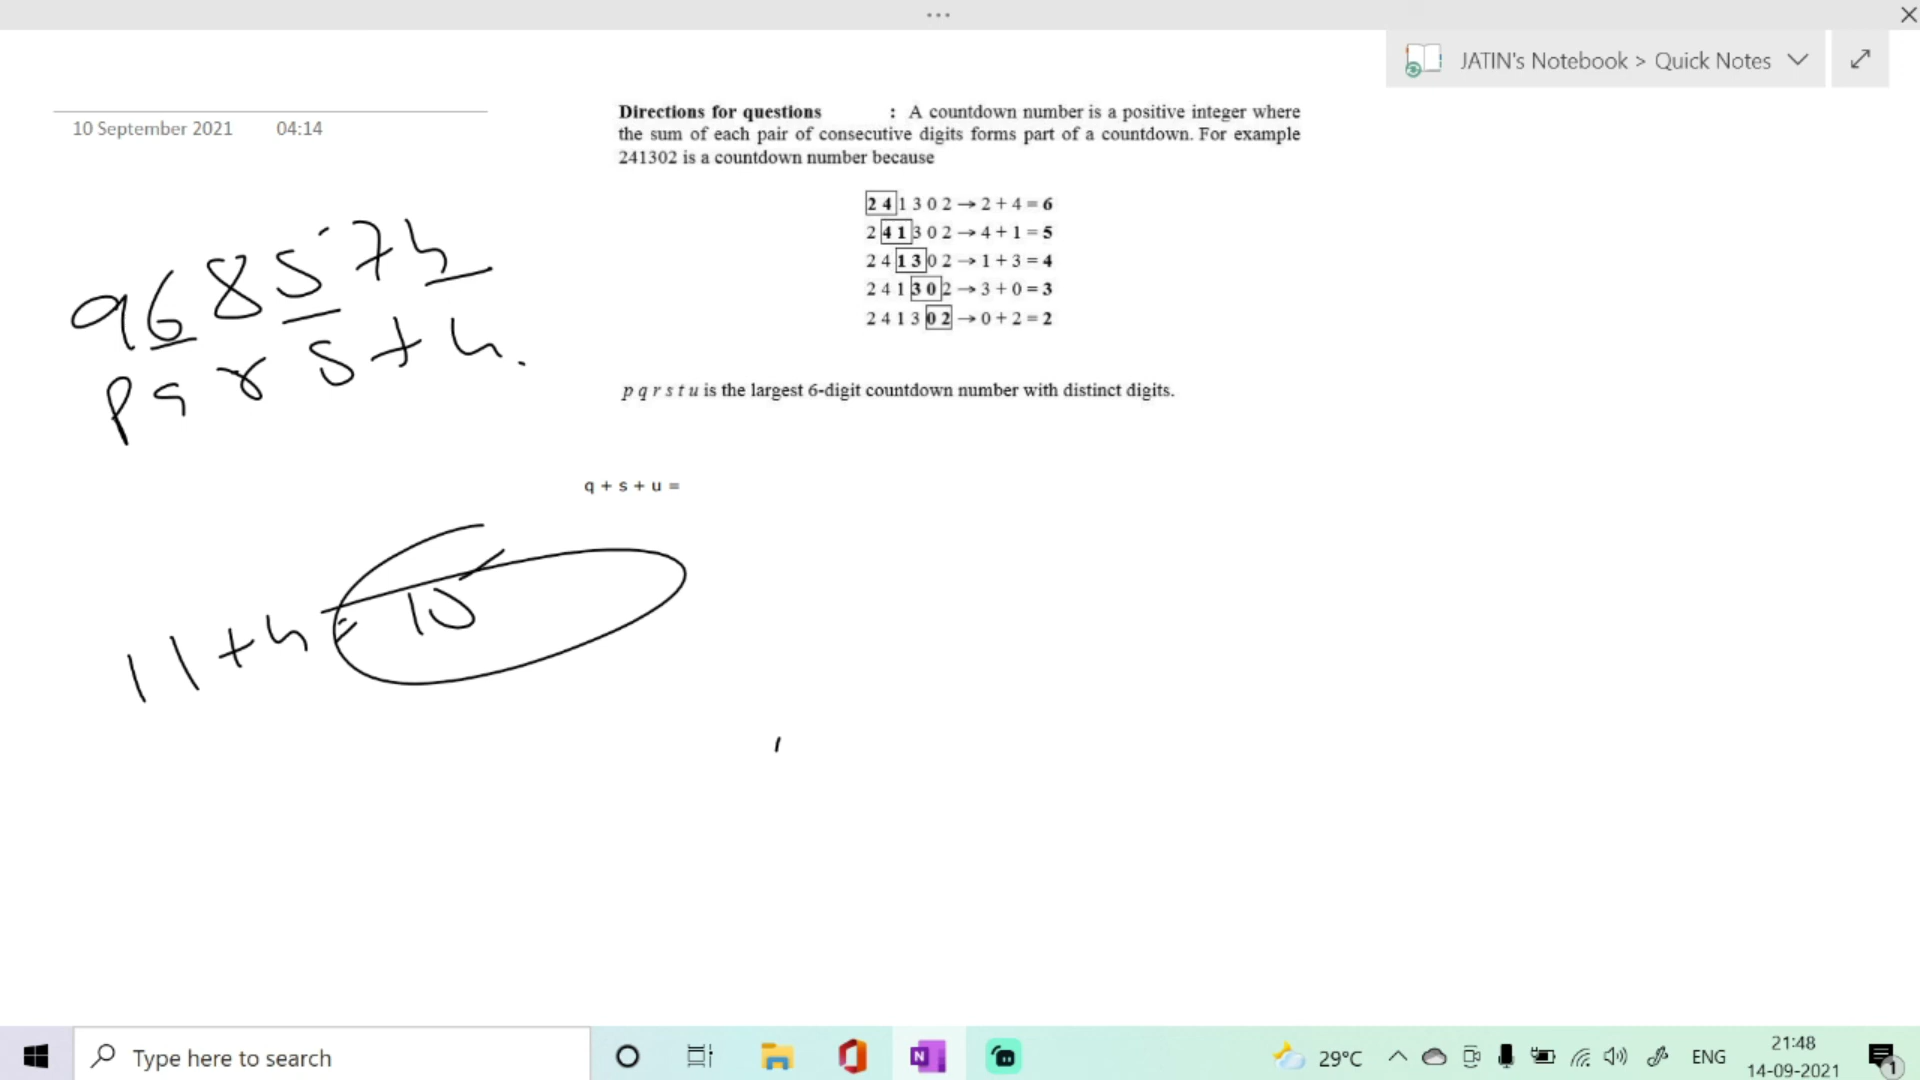 JATIN's Notebook > Quick Notes
10 September 2021 04:14
Directions for questions : A countdown number is a positive integer where
the sum of each pair of consecutive digits forms part of a countdown. For example
241302 is a countdown number because
2 4 1 3 0 2 → 2 + 4 = 6
2 4 1 3 0 2 → 4 + 1 = 5
2 4 1 3 0 2 → 1 + 3 = 4
2 4 1 3 0 2 → 3 + 0 = 3
2 4 1 3 0 2 → 0 + 2 = 2
968574
p q r s t u.
p q r s t u is the largest 6-digit countdown number with distinct digits.
q + s + u =
11+4 = 15
Type here to search
29°C
ENG
21:48
14-09-2021
1